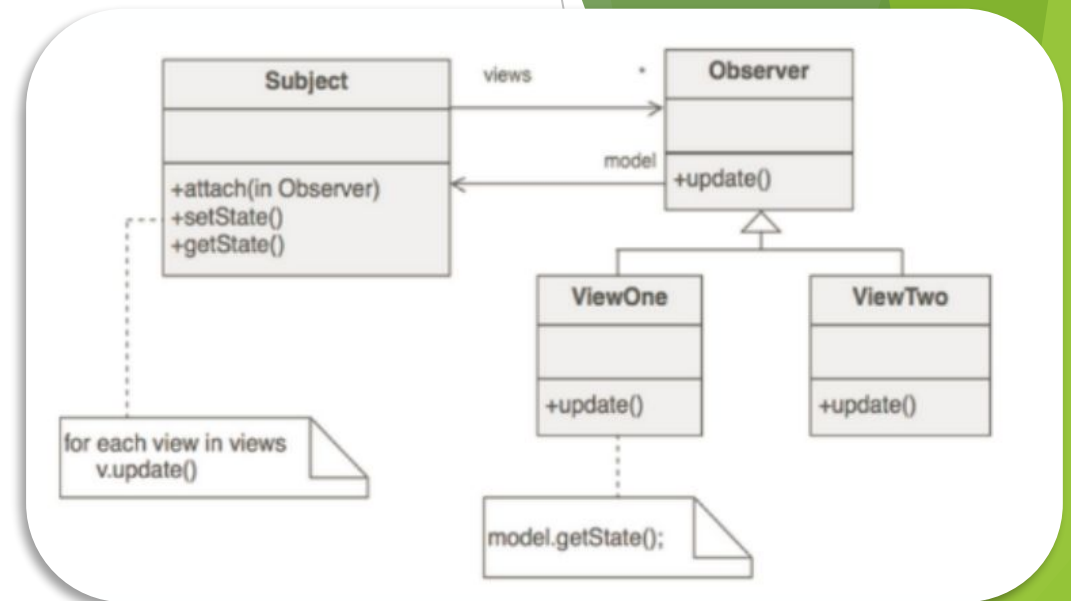 Subject
+attach(in Observer)
+setState()
+getState()
views
*
model
Observer
+update()
ViewOne
+update()
ViewTwo
+update()
for each view in views
v.update()
model.getState();